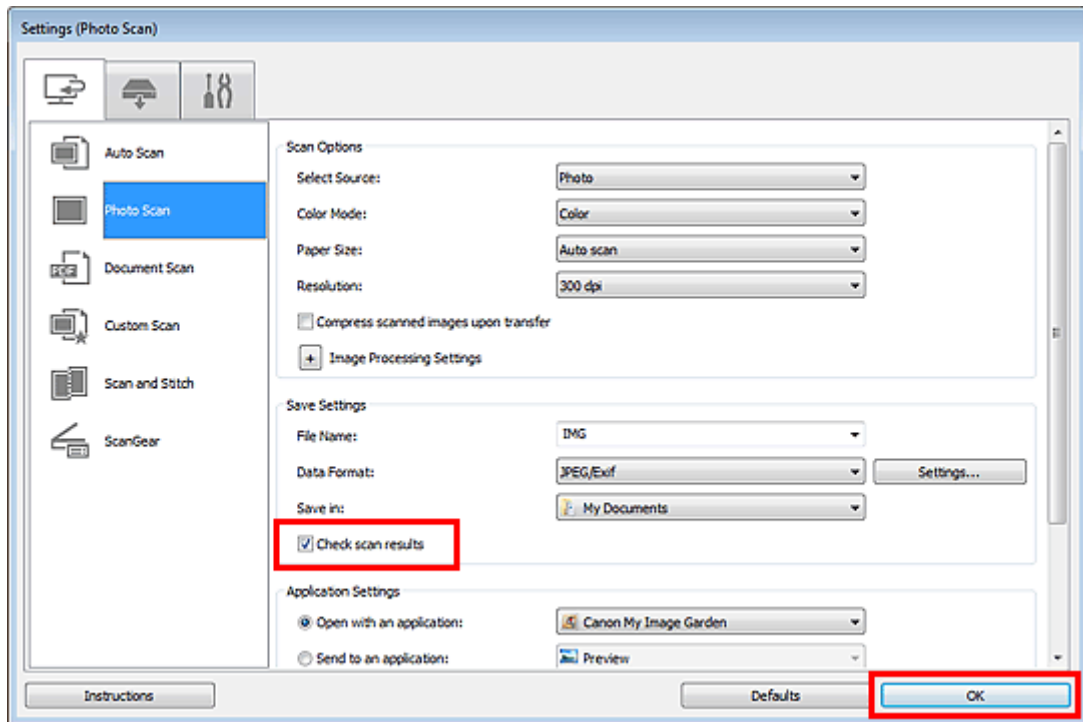 Settings (Photo Scan)
Auto Scan
Photo Scan
Document Scan
Custom Scan
Scan and Stitch
ScanGear
Scan Options
Select Source: Photo
Color Mode: Color
Paper Size: Auto scan
Resolution: 300 dpi
Compress scanned images upon transfer
+ Image Processing Settings
Save Settings
File Name: IMG
Data Format: JPEG/Exif Settings...
Save in: My Documents
Check scan results
Application Settings
Open with an application: Canon My Image Garden
Send to an application: Preview
Instructions Defaults OK